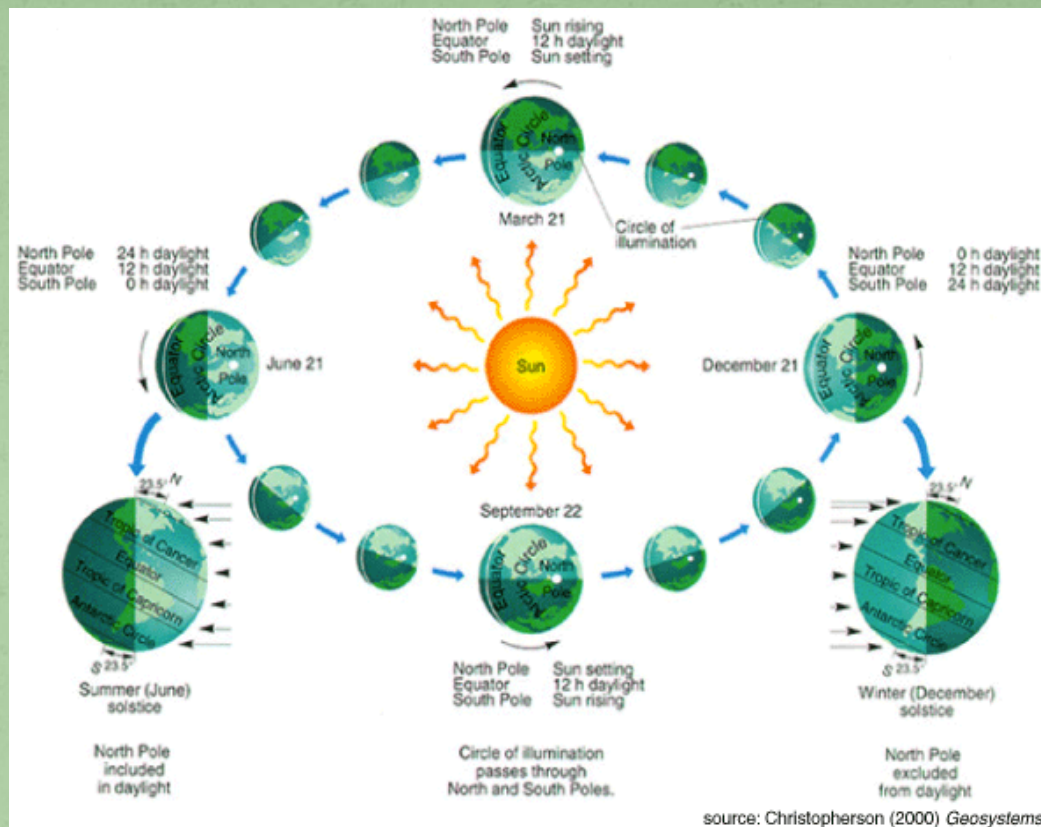 North Pole Sun rising
Equator 12 h daylight
South Pole Sun setting
Equator
Arctic Circle
North
Pole
March 21
Circle of
illumination
North Pole 24 h daylight
Equator 12 h daylight
South Pole 0 h daylight
North Pole 0 h daylight
Equator 12 h daylight
South Pole 24 h daylight
Equator
Arctic Circle
North
Pole
June 21
Sun
December 21
Equator
Arctic Circle
North
Pole
September 22
Equator
Arctic Circle
North
Pole
23.5° N
Tropic of Cancer
Equator
Tropic of Capricorn
Antarctic Circle
S 23.5°
Summer (June)
solstice
North Pole
included
in daylight
North Pole Sun setting
Equator 12 h daylight
South Pole Sun rising
Circle of illumination
passes through
North and South Poles.
23.5° N
Tropic of Cancer
Equator
Tropic of Capricorn
Antarctic Circle
S 23.5°
Winter (December)
solstice
North Pole
excluded
from daylight
source: Christopherson (2000) Geosystems